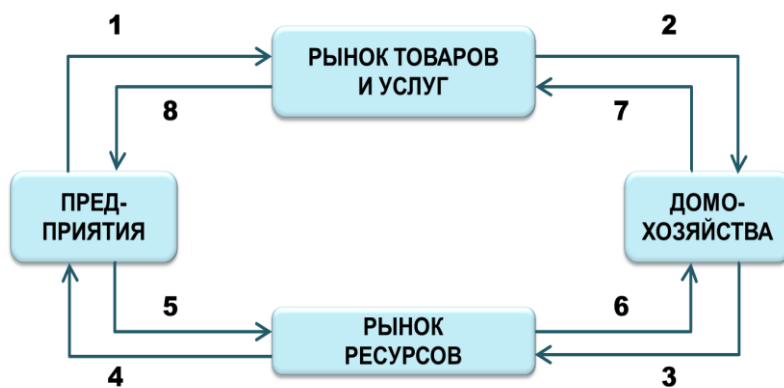 1
2
РЫНОК ТОВАРОВ
И УСЛУГ
8
7
ПРЕД-
ПРИЯТИЯ
ДОМО-
ХОЗЯЙСТВА
5
6
РЫНОК
РЕСУРСОВ
4
3